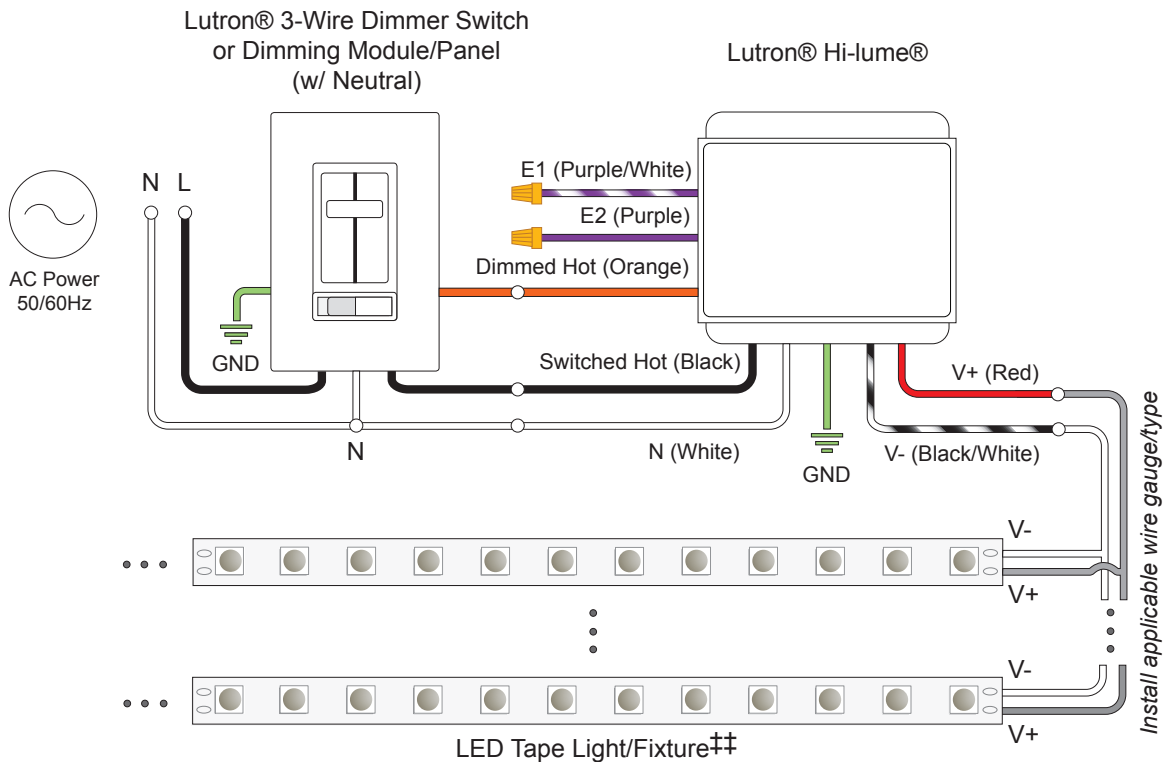 Lutron® 3-Wire Dimmer Switch
or Dimming Module/Panel
(w/ Neutral)
Lutron® Hi-lume®
N L
E1 (Purple/White)
E2 (Purple)
Dimmed Hot (Orange)
AC Power
50/60Hz
GND
Switched Hot (Black)
V+ (Red)
N
N (White)
GND
V- (Black/White)
Install applicable wire gauge/type
V-
V+
V-
V+
LED Tape Light/Fixture‡‡